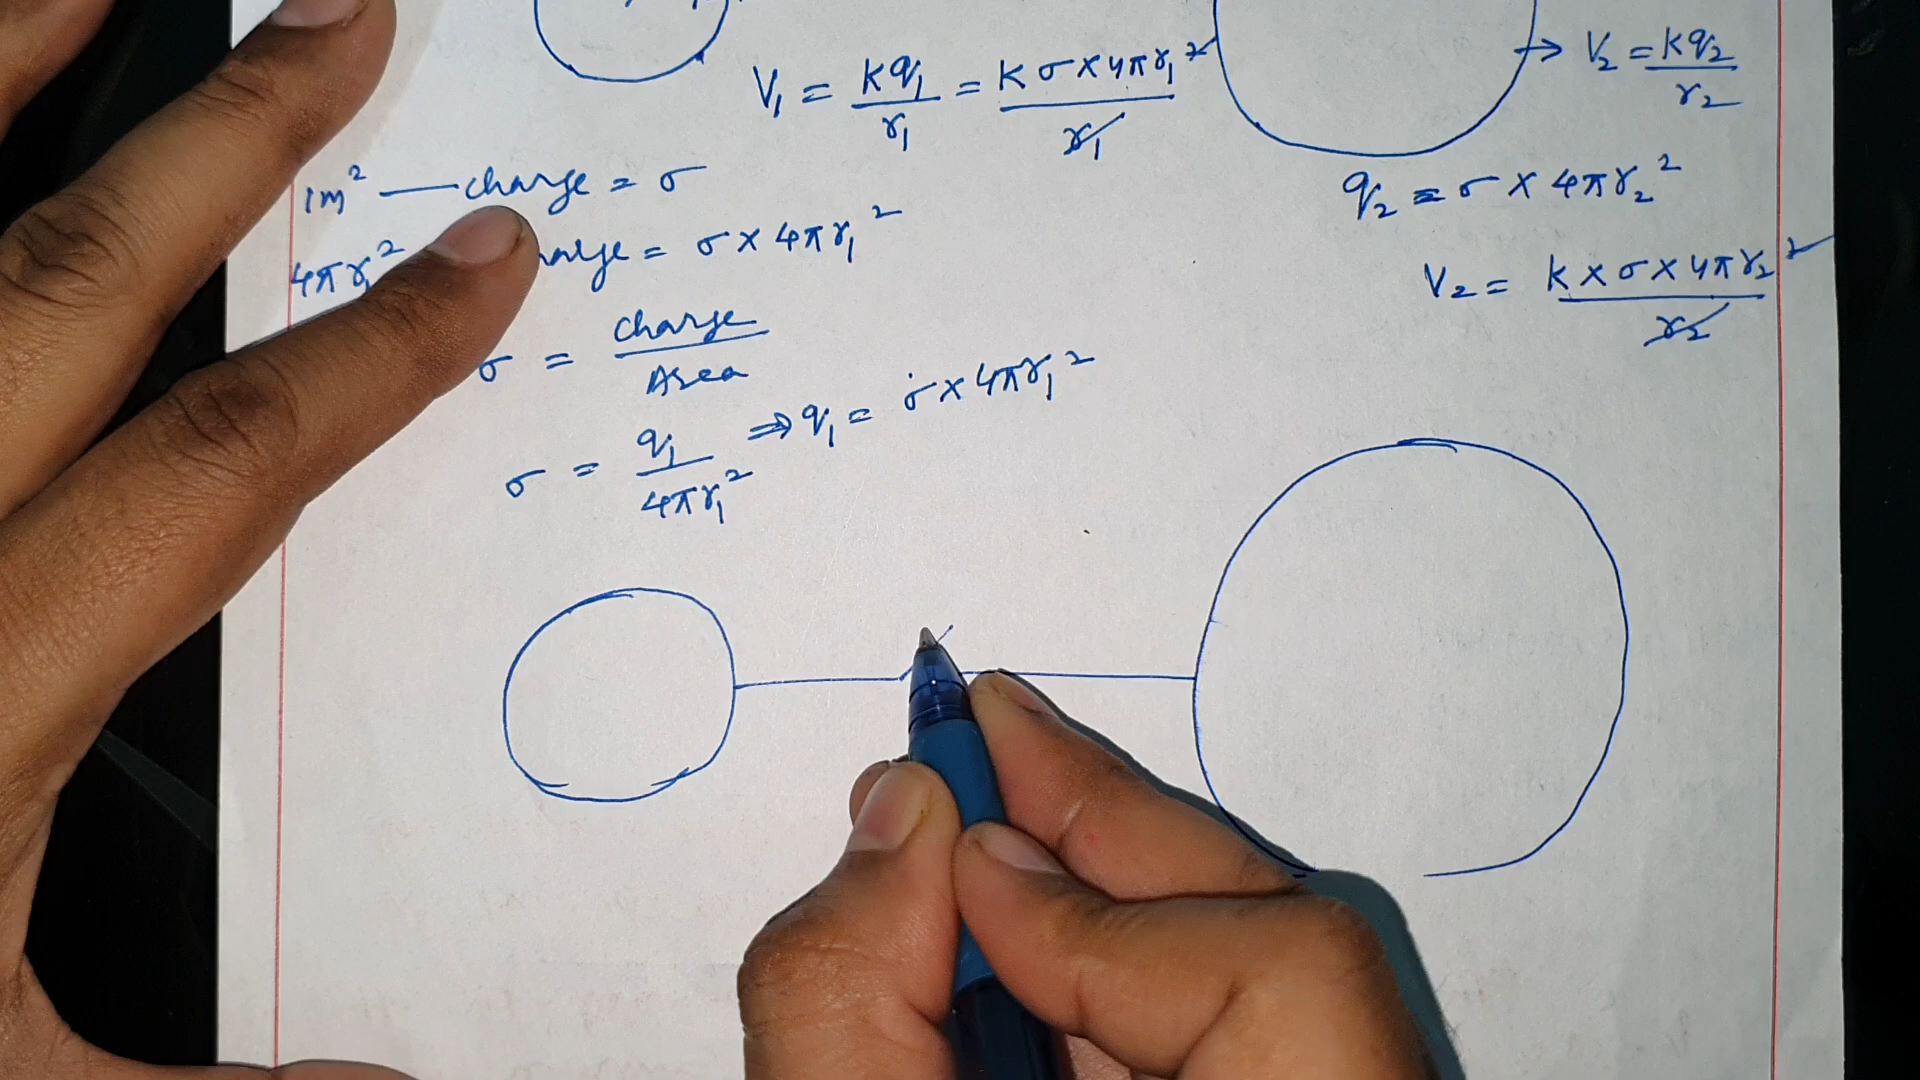 V₁ = kq₁/r₁ = kσ×4πr₁²/r₁
→ V₂ = kq₂/r₂
1m² — charge = σ
4πr₁² harge = σ × 4πr₁²
q₂ = σ × 4πr₂²
V₂ = k×σ×4πr₂²/r₂
σ = charge/Area
σ = q₁/4πr₁² ⇒ q₁ = σ×4πr₁²